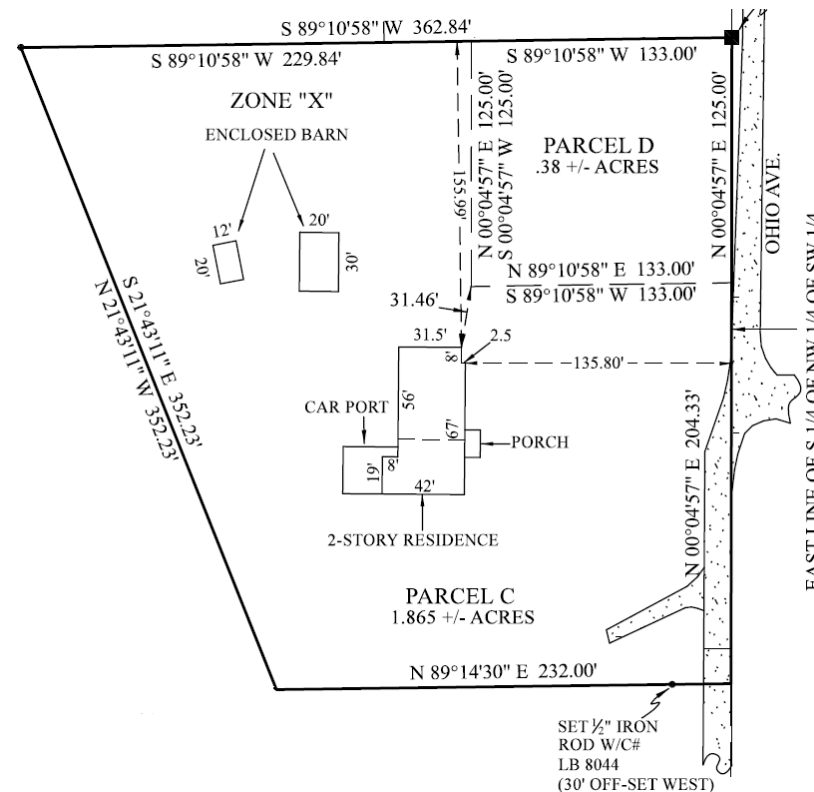 S 89°10'58" W 362.84'
S 89°10'58" W 229.84'
S 89°10'58" W 133.00'
ZONE "X"
ENCLOSED BARN
12'
20'
20'
30'
155.99'
N 00°04'57" E 125.00'
S 00°04'57" W 125.00'
PARCEL D
.38 +/- ACRES
N 00°04'57" E 125.00'
OHIO AVE.
N 89°10'58" E 133.00'
S 89°10'58" W 133.00'
31.46'
S 21°43'11" E 352.23'
N 21°43'11" W 352.23'
31.5'
8'
2.5
135.80'
56'
CAR PORT
67'
PORCH
8'
19'
42'
2-STORY RESIDENCE
N 00°04'57" E 204.33'
EAST LINE OF S 1/4 OF NW 1/4 OF SW 1/4
PARCEL C
1.865 +/- ACRES
N 89°14'30" E 232.00'
SET ½" IRON
ROD W/C#
LB 8044
(30' OFF-SET WEST)